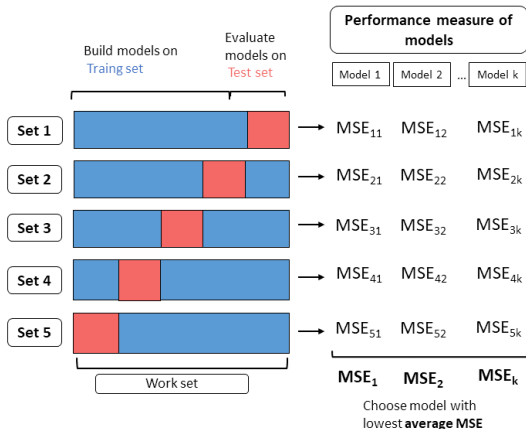 Performance measure of
models
Build models on
Traing set
Evaluate
models on
Test set
Model 1 Model 2 ... Model k
Set 1 MSE11 MSE12 MSE1k
Set 2 MSE21 MSE22 MSE2k
Set 3 MSE31 MSE32 MSE3k
Set 4 MSE41 MSE42 MSE4k
Set 5 MSE51 MSE52 MSE5k
Work set
MSE1 MSE2 MSEk
Choose model with
lowest average MSE